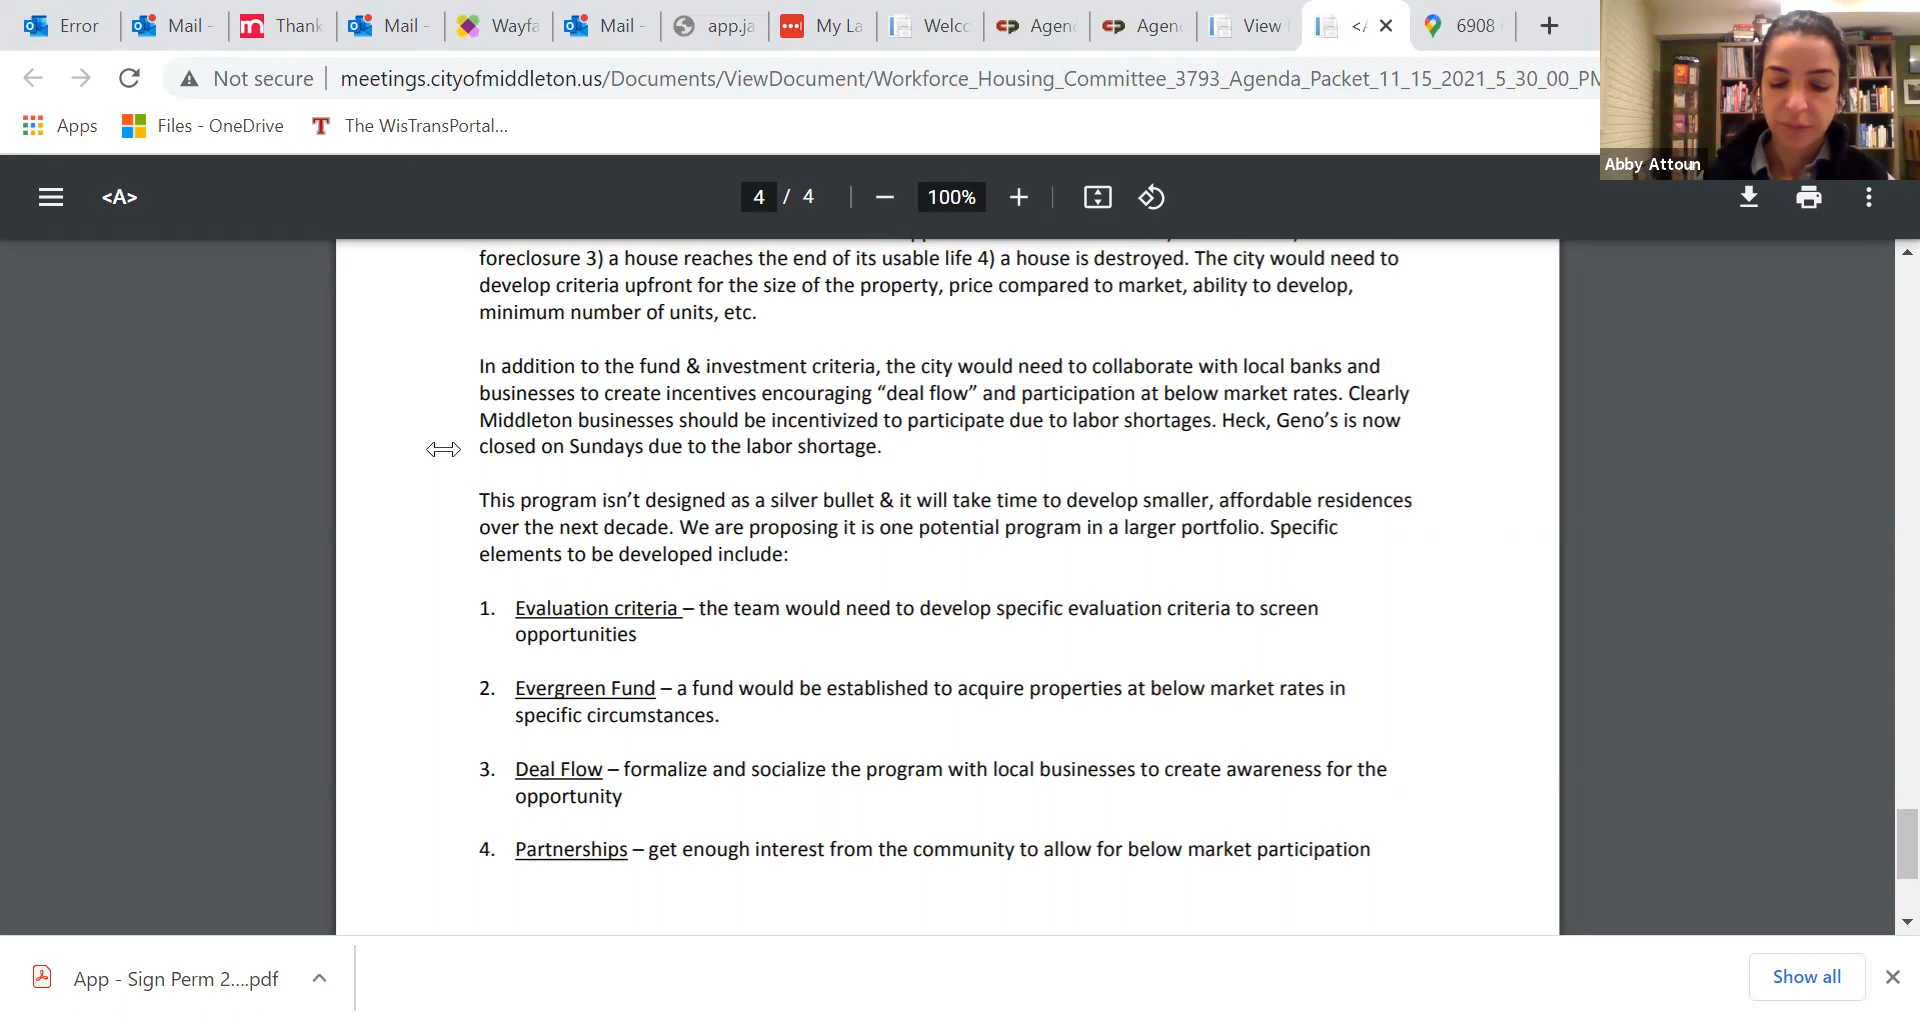 Error
Mail -
Thank
Mail -
Wayfa
Mail -
app.ja
My La
Welco
Agen
Agen
View
</
6908
Not secure
meetings.cityofmiddleton.us/Documents/ViewDocument/Workforce_Housing_Committee_3793_Agenda_Packet_11_15_2021_5_30_00_PM
Apps
Files - OneDrive
The WisTransPortal...
Abby Attoun
<A>
4 / 4
100%
foreclosure 3) a house reaches the end of its usable life 4) a house is destroyed. The city would need to
develop criteria upfront for the size of the property, price compared to market, ability to develop,
minimum number of units, etc.
In addition to the fund & investment criteria, the city would need to collaborate with local banks and
businesses to create incentives encouraging “deal flow” and participation at below market rates. Clearly
Middleton businesses should be incentivized to participate due to labor shortages. Heck, Geno’s is now
closed on Sundays due to the labor shortage.
This program isn’t designed as a silver bullet & it will take time to develop smaller, affordable residences
over the next decade. We are proposing it is one potential program in a larger portfolio. Specific
elements to be developed include:
1. Evaluation criteria – the team would need to develop specific evaluation criteria to screen
opportunities
2. Evergreen Fund – a fund would be established to acquire properties at below market rates in
specific circumstances.
3. Deal Flow – formalize and socialize the program with local businesses to create awareness for the
opportunity
4. Partnerships – get enough interest from the community to allow for below market participation
App - Sign Perm 2....pdf
Show all